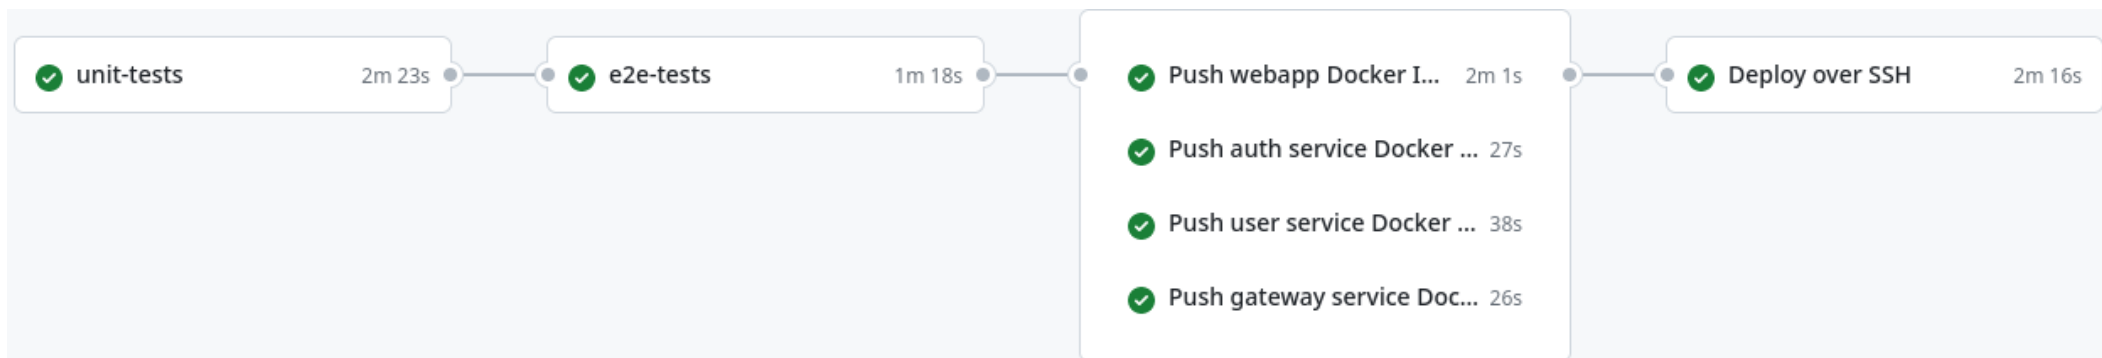 unit-tests 2m 23s
e2e-tests 1m 18s
Push webapp Docker I... 2m 1s
Push auth service Docker ... 27s
Push user service Docker ... 38s
Push gateway service Doc... 26s
Deploy over SSH 2m 16s